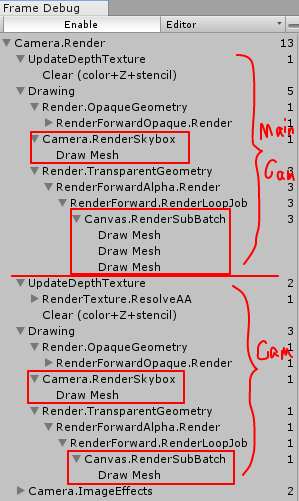 Frame Debug
Enable Editor
Camera.Render 13
UpdateDepthTexture 1
Clear (color+Z+stencil) 1
Drawing 5
Render.OpaqueGeometry 1
RenderForwardOpaque.Render 1
Camera.RenderSkybox 1
Draw Mesh
Render.TransparentGeometry 3
RenderForwardAlpha.Render 3
RenderForward.RenderLoopJob 3
Canvas.RenderSubBatch 3
Draw Mesh
Draw Mesh
Draw Mesh
Main
Cam
UpdateDepthTexture 2
RenderTexture.ResolveAA 1
Clear (color+Z+stencil)
Drawing 3
Render.OpaqueGeometry 1
RenderForwardOpaque.Render 1
Camera.RenderSkybox 1
Draw Mesh
Render.TransparentGeometry 1
RenderForwardAlpha.Render 1
RenderForward.RenderLoopJob 1
Canvas.RenderSubBatch 1
Draw Mesh
Cam
Camera.ImageEffects 2